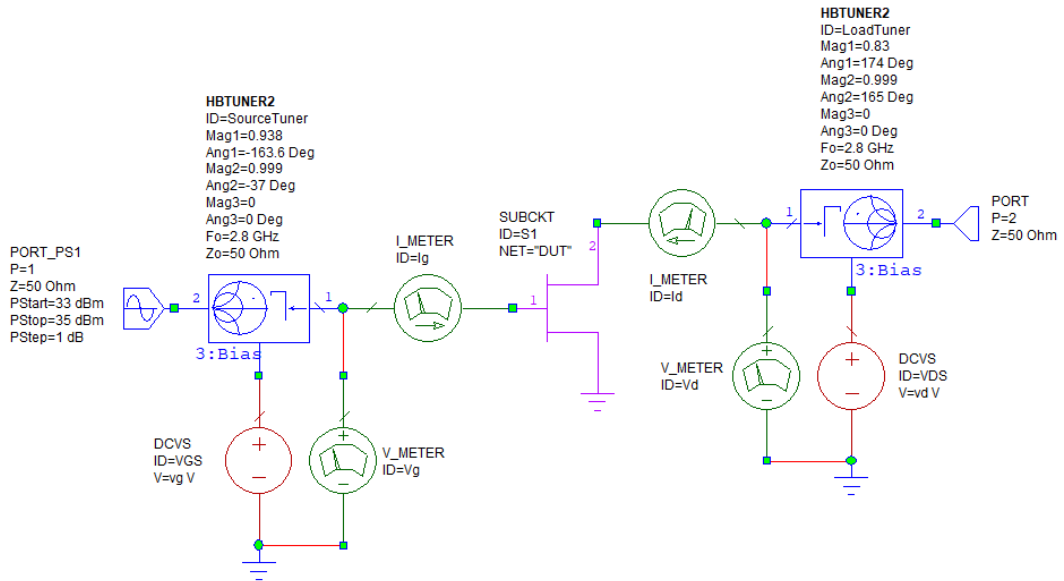 HBTUNER2
ID=LoadTuner
Mag1=0.83
Ang1=174 Deg
Mag2=0.999
Ang2=165 Deg
Mag3=0
Ang3=0 Deg
Fo=2.8 GHz
Zo=50 Ohm
1
2
3:Bias
PORT
P=2
Z=50 Ohm
HBTUNER2
ID=SourceTuner
Mag1=0.938
Ang1=-163.6 Deg
Mag2=0.999
Ang2=-37 Deg
Mag3=0
Ang3=0 Deg
Fo=2.8 GHz
Zo=50 Ohm
2
1
3:Bias
PORT_PS1
P=1
Z=50 Ohm
PStart=33 dBm
PStop=35 dBm
PStep=1 dB
I_METER
ID=Ig
SUBCKT
ID=S1
NET="DUT"
1
2
I_METER
ID=Id
V_METER
ID=Vd
DCVS
ID=VDS
V=vd V
DCVS
ID=VGS
V=vg V
V_METER
ID=Vg